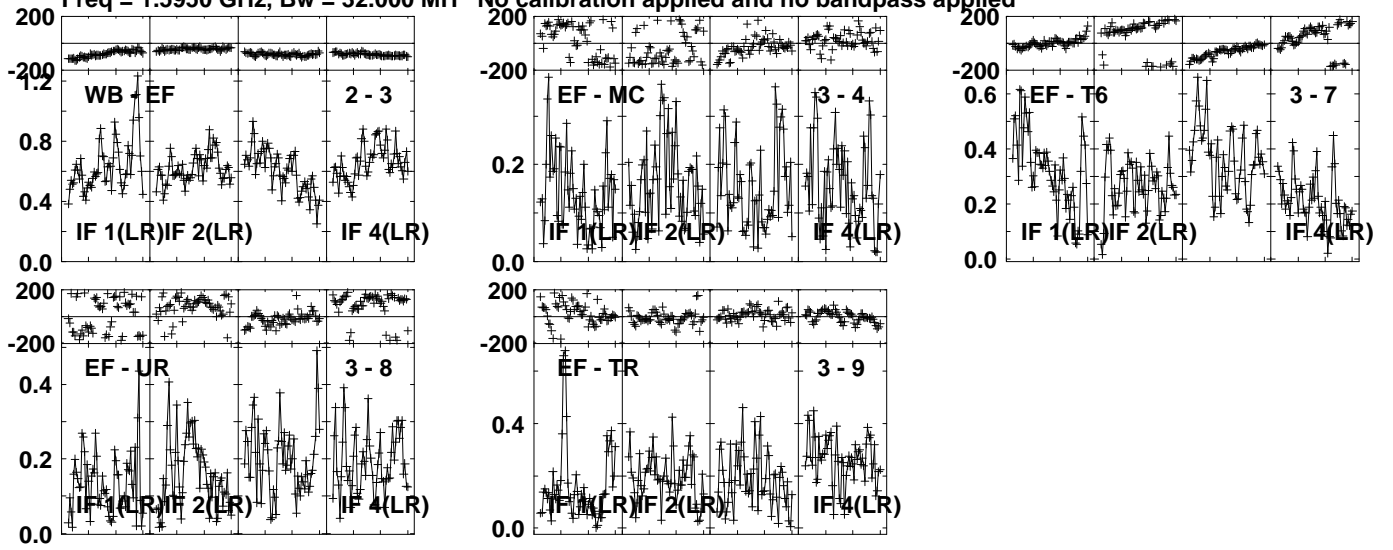 Freq = 1.5950 GHz, Bw = 32.000 MH No calibration applied and no bandpass applied
200
-200
1.2
0.8
0.4
0.0
WB - EF
2 - 3
IF 1(LR)
IF 2(LR)
IF 4(LR)
200
-200
0.2
0.0
EF - MC
3 - 4
IF 1(LR)
IF 2(LR)
IF 4(LR)
200
-200
0.6
0.4
0.2
0.0
EF - T6
3 - 7
IF 1(LR)
IF 2(LR)
IF 4(LR)
200
-200
0.4
0.2
0.0
EF - UR
3 - 8
IF 1(LR)
IF 2(LR)
IF 4(LR)
200
-200
0.4
0.0
EF - TR
3 - 9
IF 1(LR)
IF 2(LR)
IF 4(LR)